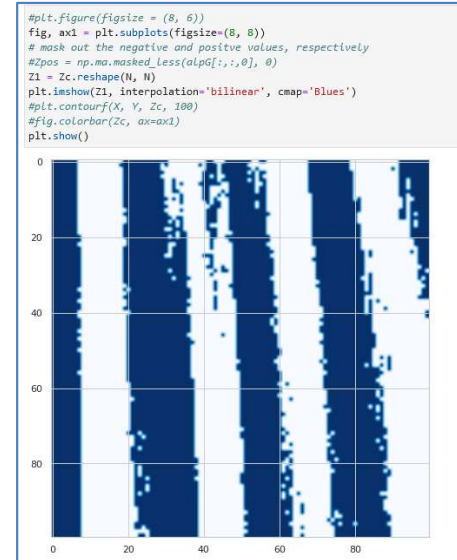 #plt.figure(figsize = (8, 6))
fig, ax1 = plt.subplots(figsize=(8, 8))
# mask out the negative and positve values, respectively
#Zpos = np.ma.masked_less(alpG[:,:,0], 0)
Z1 = Zc.reshape(N, N)
plt.imshow(Z1, interpolation='bilinear', cmap='Blues')
#plt.contourf(X, Y, Zc, 100)
#fig.colorbar(Zc, ax=ax1)
plt.show()
0
20
40
60
80
0 20 40 60 80